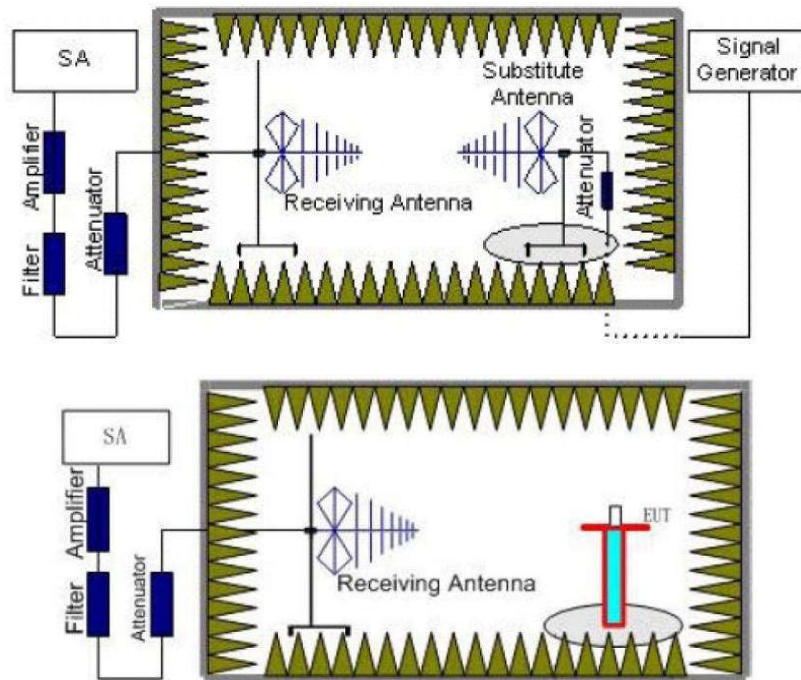 SA
Signal
Generator
Substitute
Antenna
Amplifier
Filter
Attenuator
Receiving Antenna
Attenuator
SA
Amplifier
Filter
Attenuator
Receiving Antenna
EUT